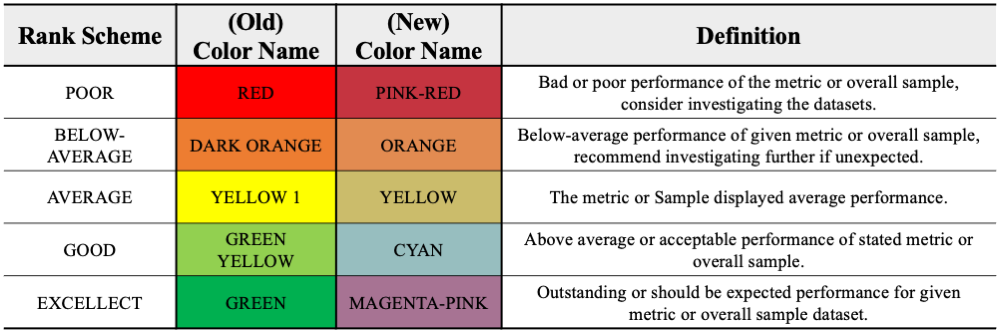 Rank Scheme
(Old)
Color Name
(New)
Color Name
Definition
POOR
RED
PINK-RED
Bad or poor performance of the metric or overall sample,
consider investigating the datasets.
BELOW-
AVERAGE
DARK ORANGE
ORANGE
Below-average performance of given metric or overall sample,
recommend investigating further if unexpected.
AVERAGE
YELLOW 1
YELLOW
The metric or Sample displayed average performance.
GOOD
GREEN
YELLOW
CYAN
Above average or acceptable performance of stated metric or
overall sample.
EXCELLECT
GREEN
MAGENTA-PINK
Outstanding or should be expected performance for given
metric or overall sample dataset.